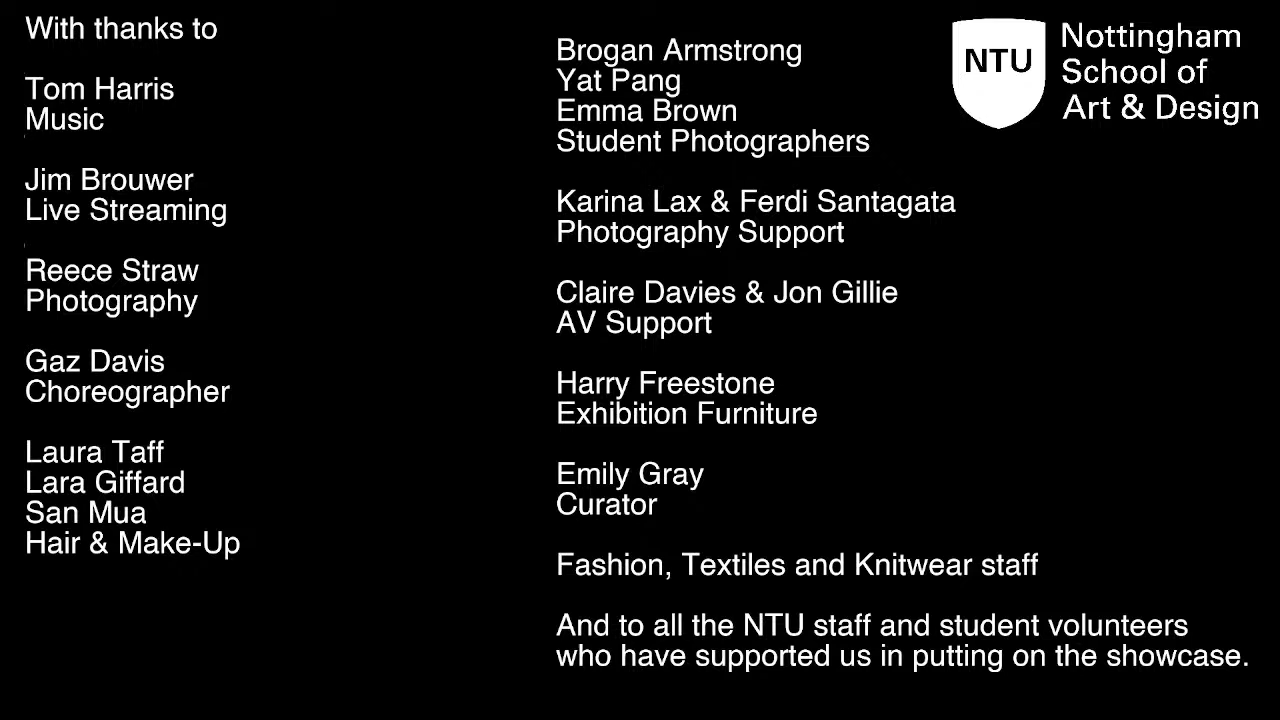 With thanks to
Tom Harris
Music
Jim Brouwer
Live Streaming
Reece Straw
Photography
Gaz Davis
Choreographer
Laura Taff
Lara Giffard
San Mua
Hair & Make-Up
Brogan Armstrong
Yat Pang
Emma Brown
Student Photographers
Karina Lax & Ferdi Santagata
Photography Support
Claire Davies & Jon Gillie
AV Support
Harry Freestone
Exhibition Furniture
Emily Gray
Curator
Fashion, Textiles and Knitwear staff
And to all the NTU staff and student volunteers
who have supported us in putting on the showcase.
NTU
Nottingham
School of
Art & Design